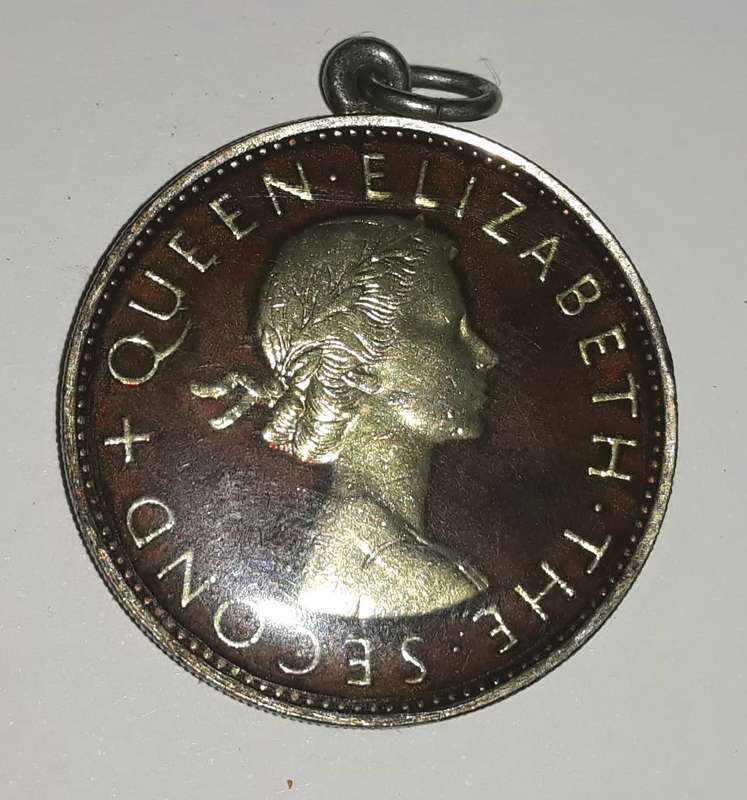 + QUEEN · ELIZABETH · THE · SECOND